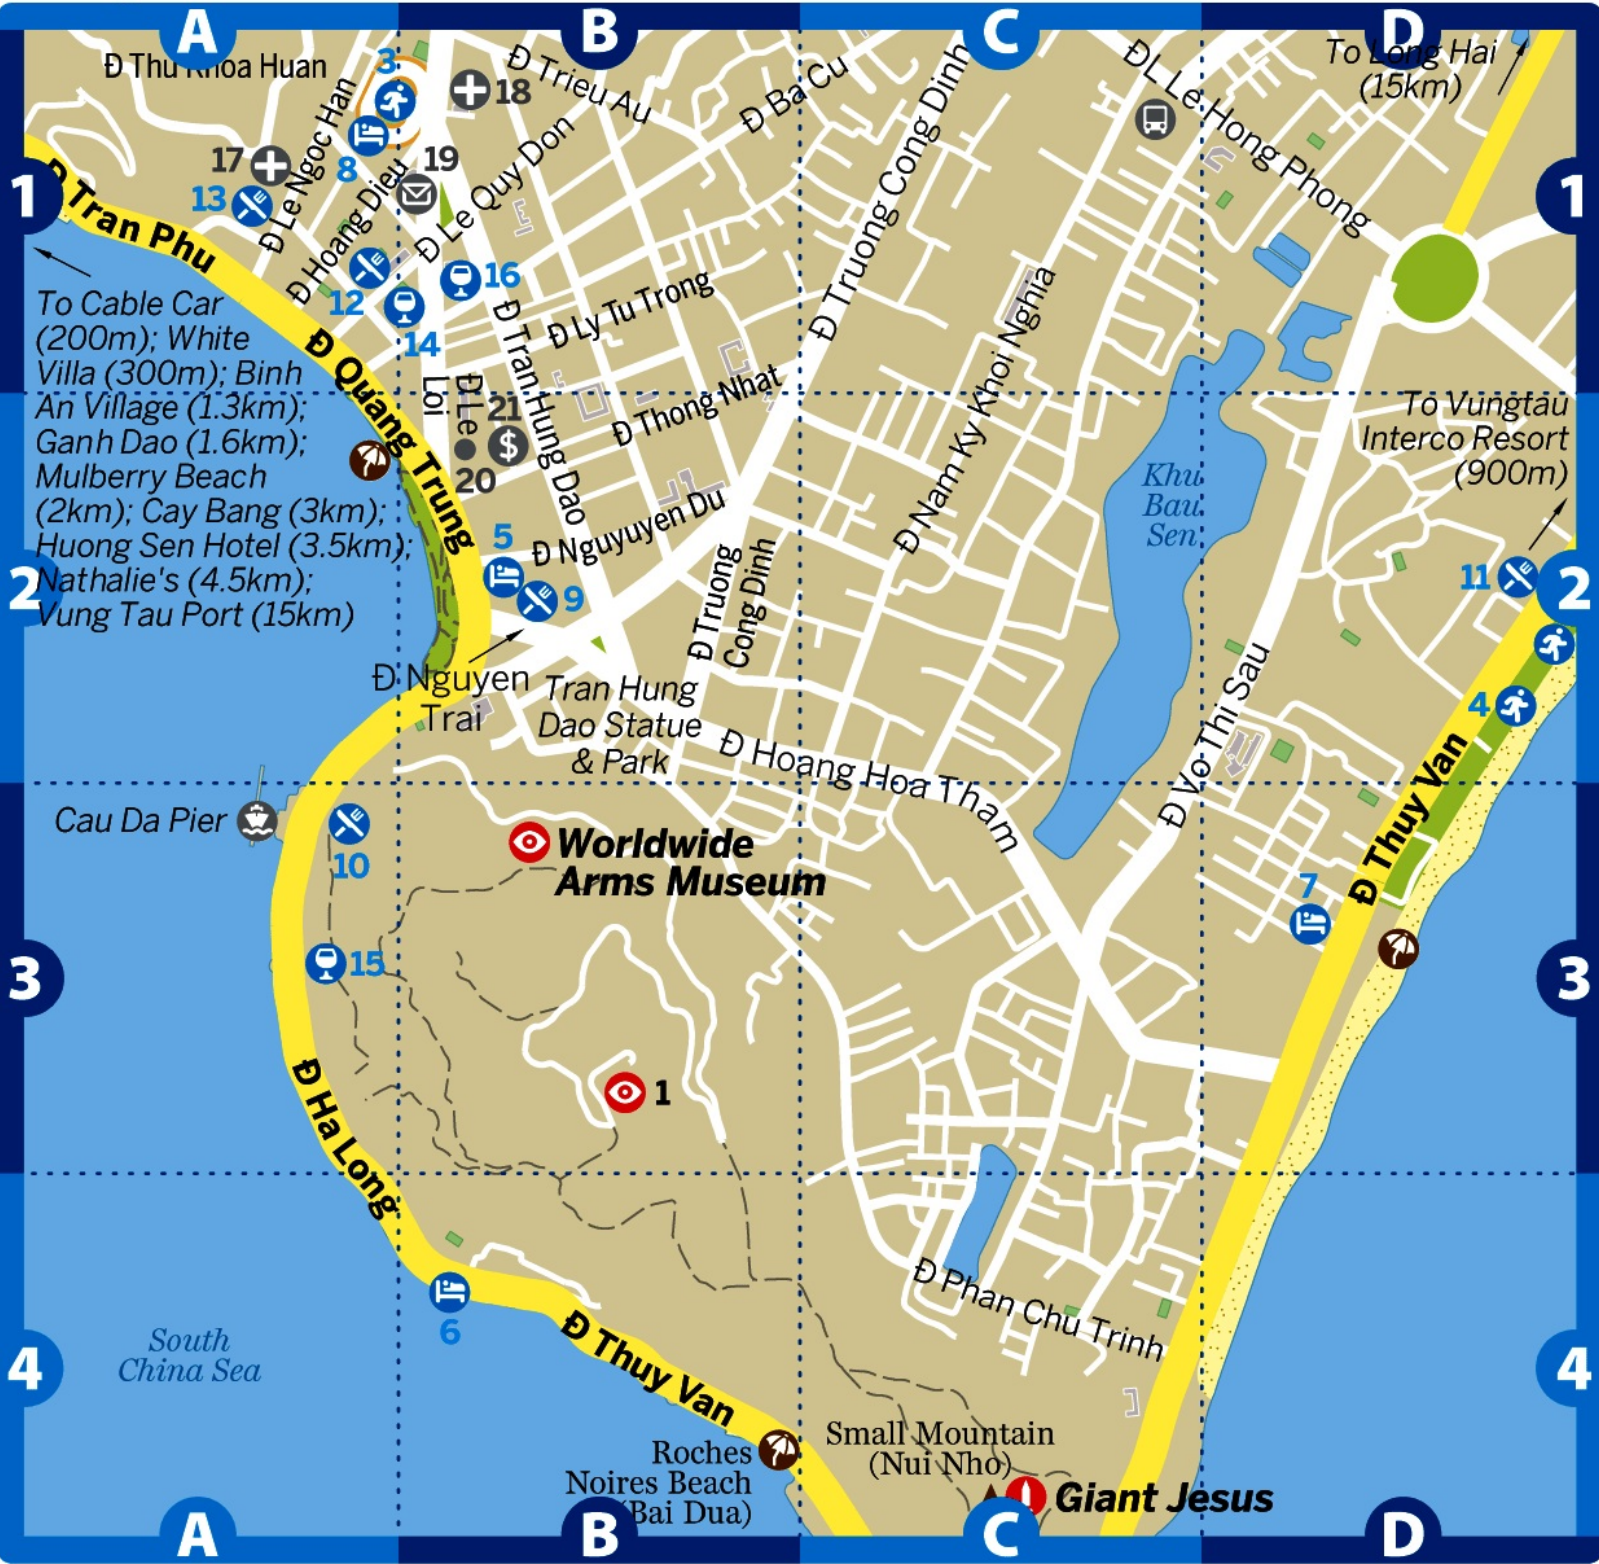 A
B
C
D
Đ Thu Khoa Huan
3
18
Đ Trieu Au
Đ Ba Cu
Đ Truong Cong Dinh
ĐL Le Hong Phong
To Long Hai
(15km)
17
8
19
13
Đ Le Ngoc Han
Đ Hoang Dieu
Đ Le Quy Don
1
1
Đ Tran Phu
12
16
14
Đ Ly Tu Trong
To Cable Car
(200m); White
Villa (300m); Binh
An Village (1.3km);
Ganh Dao (1.6km);
Mulberry Beach
(2km); Cay Bang (3km);
Huong Sen Hotel (3.5km);
Nathalie's (4.5km);
Vung Tau Port (15km)
Đ Quang Trung
Đ Le
Loi
Đ Tran Hung Dao
21
20
Đ Thong Nhat
Đ Nam Ky Khoi Nghia
To Vungtau
Interco Resort
(900m)
Khu
Bau
Sen
5
Đ Nguyuyen Du
9
11
2
2
Đ Truong
Cong Dinh
Đ Nguyen
Trai
Tran Hung
Dao Statue
& Park
Đ Hoang Hoa Tham
Đ Vo Thi Sau
4
Đ Thuy Van
Cau Da Pier
10
Worldwide
Arms Museum
7
15
3
3
1
Đ Ha Long
Đ Phan Chu Trinh
6
South
China Sea
4
4
Đ Thuy Van
Roches
Noires Beach
(Bai Dua)
Small Mountain
(Nui Nho)
Giant Jesus
A
B
C
D